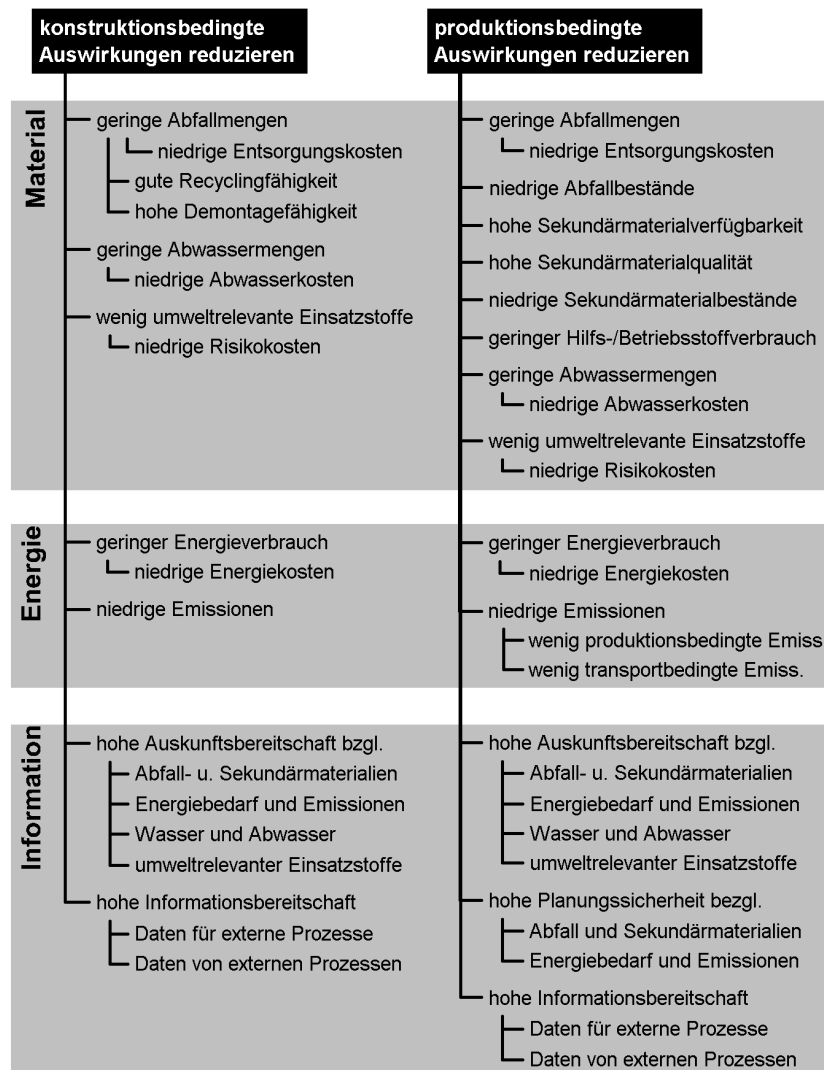 konstruktionsbedingte
Auswirkungen reduzieren
Material
geringe Abfallmengen
niedrige Entsorgungskosten
gute Recyclingfähigkeit
hohe Demontagefähigkeit
geringe Abwassermengen
niedrige Abwasserkosten
wenig umweltrelevante Einsatzstoffe
niedrige Risikokosten
Energie
geringer Energieverbrauch
niedrige Energiekosten
niedrige Emissionen
Information
hohe Auskunftsbereitschaft bzgl.
Abfall- u. Sekundärmaterialien
Energiebedarf und Emissionen
Wasser und Abwasser
umweltrelevanter Einsatzstoffe
hohe Informationsbereitschaft
Daten für externe Prozesse
Daten von externen Prozessen
produktionsbedingte
Auswirkungen reduzieren
geringe Abfallmengen
niedrige Entsorgungskosten
niedrige Abfallbestände
hohe Sekundärmaterialverfügbarkeit
hohe Sekundärmaterialqualität
niedrige Sekundärmaterialbestände
geringer Hilfs-/Betriebsstoffverbrauch
geringe Abwassermengen
niedrige Abwasserkosten
wenig umweltrelevante Einsatzstoffe
niedrige Risikokosten
geringer Energieverbrauch
niedrige Energiekosten
niedrige Emissionen
wenig produktionsbedingte Emiss
wenig transportbedingte Emiss.
hohe Auskunftsbereitschaft bzgl.
Abfall- u. Sekundärmaterialien
Energiebedarf und Emissionen
Wasser und Abwasser
umweltrelevanter Einsatzstoffe
hohe Planungssicherheit bezgl.
Abfall und Sekundärmaterialien
Energiebedarf und Emissionen
hohe Informationsbereitschaft
Daten für externe Prozesse
Daten von externen Prozessen